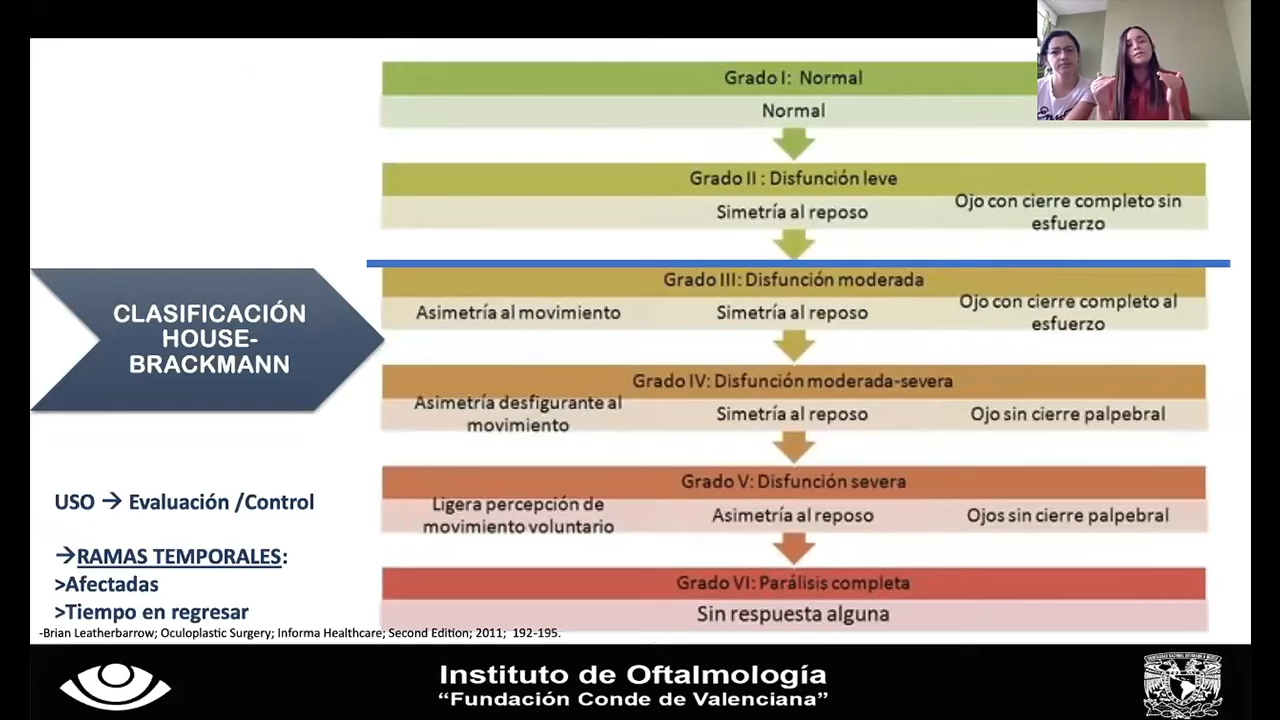 Grado I: Normal
Normal
Grado II : Disfunción leve
Simetría al reposo
Ojo con cierre completo sin
esfuerzo
CLASIFICACIÓN
HOUSE-
BRACKMANN
Grado III: Disfunción moderada
Asimetría al movimiento
Simetría al reposo
Ojo con cierre completo al
esfuerzo
Grado IV: Disfunción moderada-severa
Asimetría desfigurante al
movimiento
Simetría al reposo
Ojo sin cierre palpebral
Grado V: Disfunción severa
Ligera percepción de
movimiento voluntario
Asimetría al reposo
Ojos sin cierre palpebral
Grado VI: Parálisis completa
Sin respuesta alguna
USO → Evaluación /Control
→RAMAS TEMPORALES:
>Afectadas
>Tiempo en regresar
-Brian Leatherbarrow; Oculoplastic Surgery; Informa Healthcare; Second Edition; 2011; 192-195.
Instituto de Oftalmología
“Fundación Conde de Valenciana”